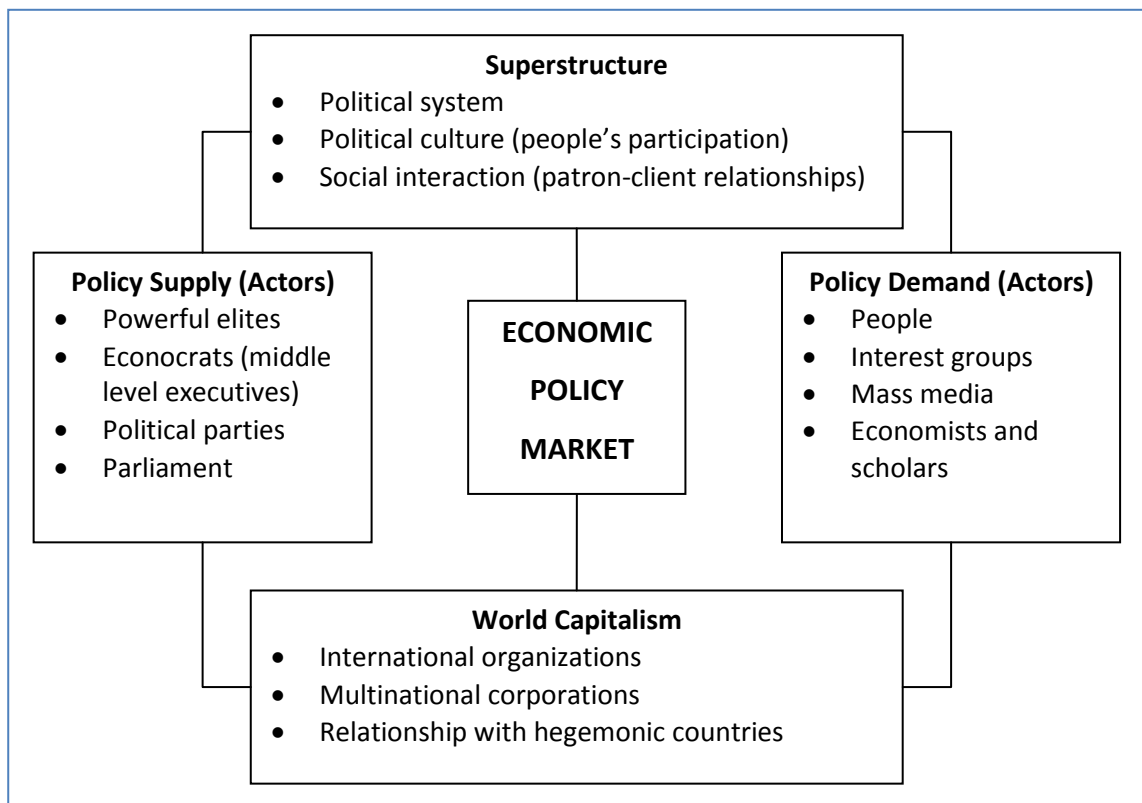 Superstructure
• Political system
• Political culture (people’s participation)
• Social interaction (patron-client relationships)
Policy Supply (Actors)
• Powerful elites
• Econocrats (middle
level executives)
• Political parties
• Parliament
ECONOMIC
POLICY
MARKET
Policy Demand (Actors)
• People
• Interest groups
• Mass media
• Economists and
scholars
World Capitalism
• International organizations
• Multinational corporations
• Relationship with hegemonic countries